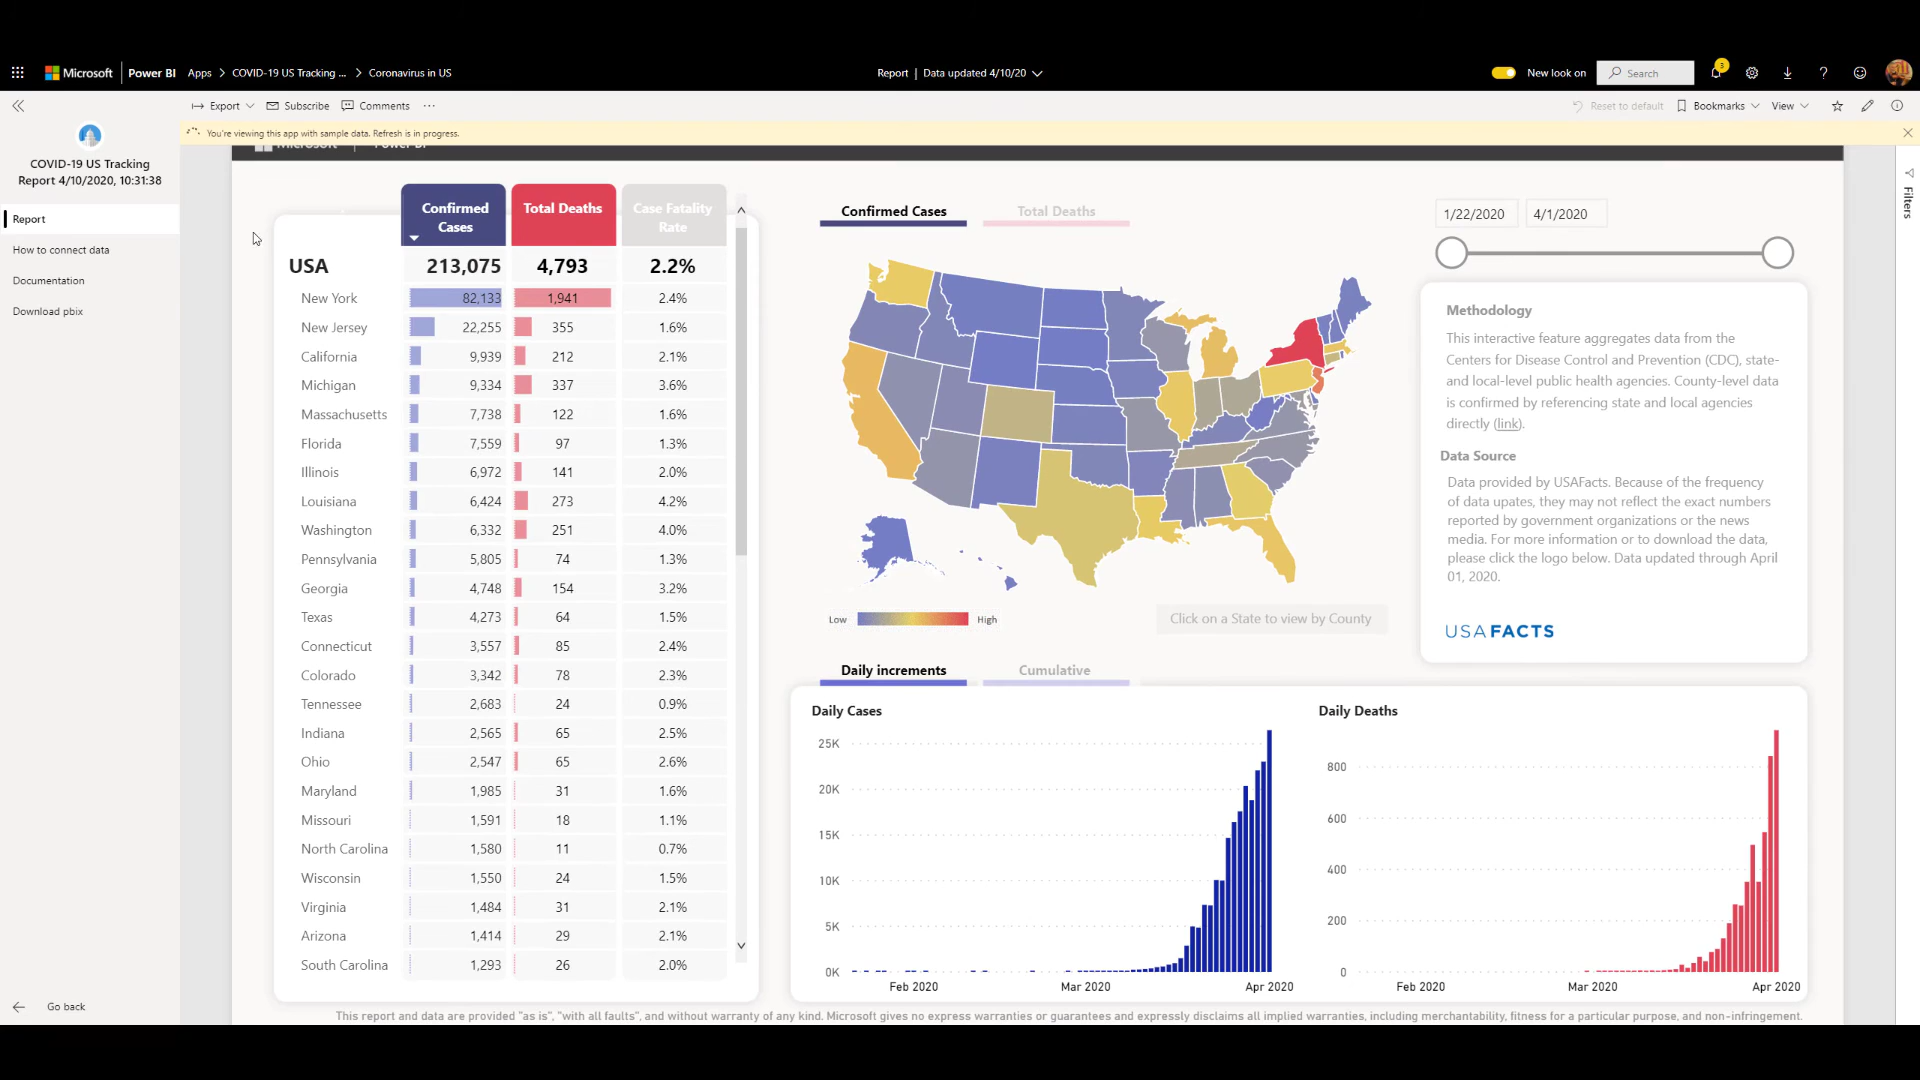 Microsoft Power BI Apps > COVID-19 US Tracking ... > Coronavirus in US
Report | Data updated 4/10/20
New look on
Search
3
?
Export
Subscribe
Comments
...
Reset to default
Bookmarks
View
You're viewing this app with sample data. Refresh is in progress.
COVID-19 US Tracking
Report 4/10/2020, 10:31:38
Report
How to connect data
Documentation
Download pbix
Go back
Filters
Microsoft | Power BI
Confirmed Cases Total Deaths Case Fatality Rate
USA 213,075 4,793 2.2%
New York 82,133 1,941 2.4%
New Jersey 22,255 355 1.6%
California 9,939 212 2.1%
Michigan 9,334 337 3.6%
Massachusetts 7,738 122 1.6%
Florida 7,559 97 1.3%
Illinois 6,972 141 2.0%
Louisiana 6,424 273 4.2%
Washington 6,332 251 4.0%
Pennsylvania 5,805 74 1.3%
Georgia 4,748 154 3.2%
Texas 4,273 64 1.5%
Connecticut 3,557 85 2.4%
Colorado 3,342 78 2.3%
Tennessee 2,683 24 0.9%
Indiana 2,565 65 2.5%
Ohio 2,547 65 2.6%
Maryland 1,985 31 1.6%
Missouri 1,591 18 1.1%
North Carolina 1,580 11 0.7%
Wisconsin 1,550 24 1.5%
Virginia 1,484 31 2.1%
Arizona 1,414 29 2.1%
South Carolina 1,293 26 2.0%
Confirmed Cases Total Deaths
Low High
Click on a State to view by County
1/22/2020 4/1/2020
Methodology
This interactive feature aggregates data from the
Centers for Disease Control and Prevention (CDC), state-
and local-level public health agencies. County-level data
is confirmed by referencing state and local agencies
directly (link).
Data Source
Data provided by USAFacts. Because of the frequency
of data upates, they may not reflect the exact numbers
reported by government organizations or the news
media. For more information or to download the data,
please click the logo below. Data updated through April
01, 2020.
USAFACTS
Daily increments Cumulative
Daily Cases
25K
20K
15K
10K
5K
0K
Feb 2020 Mar 2020 Apr 2020
Daily Deaths
800
600
400
200
0
Feb 2020 Mar 2020 Apr 2020
This report and data are provided "as is", "with all faults", and without warranty of any kind. Microsoft gives no express warranties or guarantees and expressly disclaims all implied warranties, including merchantability, fitness for a particular purpose, and non-infringement.